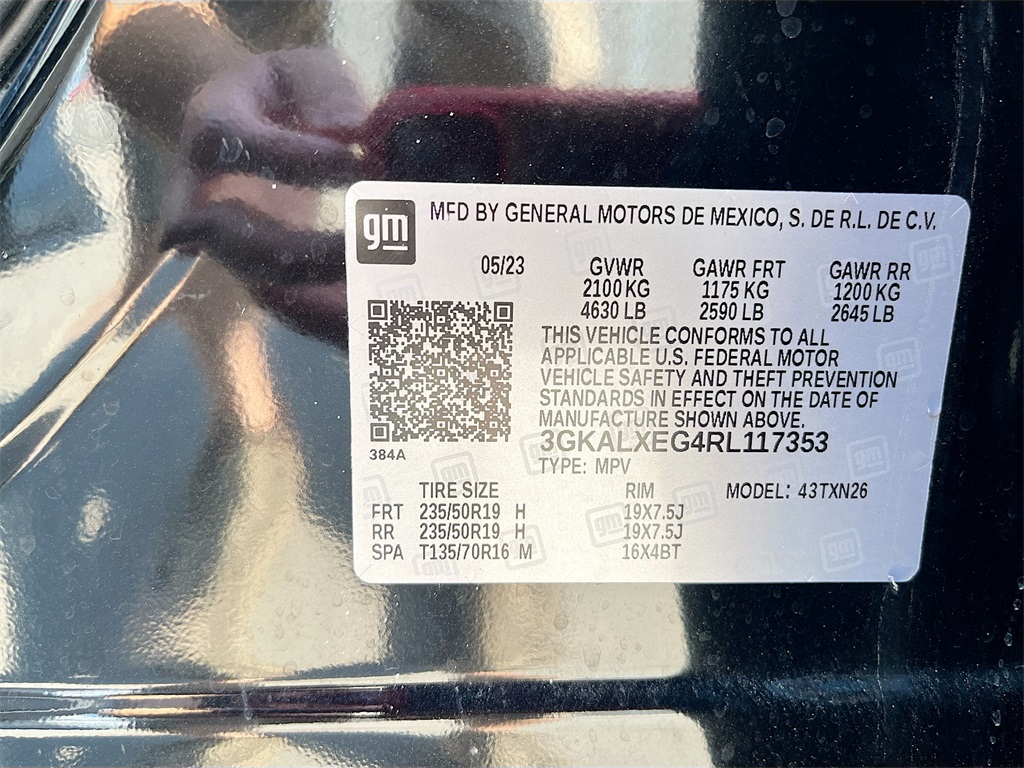 gm MFD BY GENERAL MOTORS DE MEXICO, S. DE R.L. DE C.V.
05/23 GVWR GAWR FRT GAWR RR
2100 KG 1175 KG 1200 KG
4630 LB 2590 LB 2645 LB
THIS VEHICLE CONFORMS TO ALL
APPLICABLE U.S. FEDERAL MOTOR
VEHICLE SAFETY AND THEFT PREVENTION
STANDARDS IN EFFECT ON THE DATE OF
MANUFACTURE SHOWN ABOVE.
3GKALXEG4RL117353
384A
TYPE: MPV
TIRE SIZE RIM MODEL: 43TXN26
FRT 235/50R19 H 19X7.5J
RR 235/50R19 H 19X7.5J
SPA T135/70R16 M 16X4BT